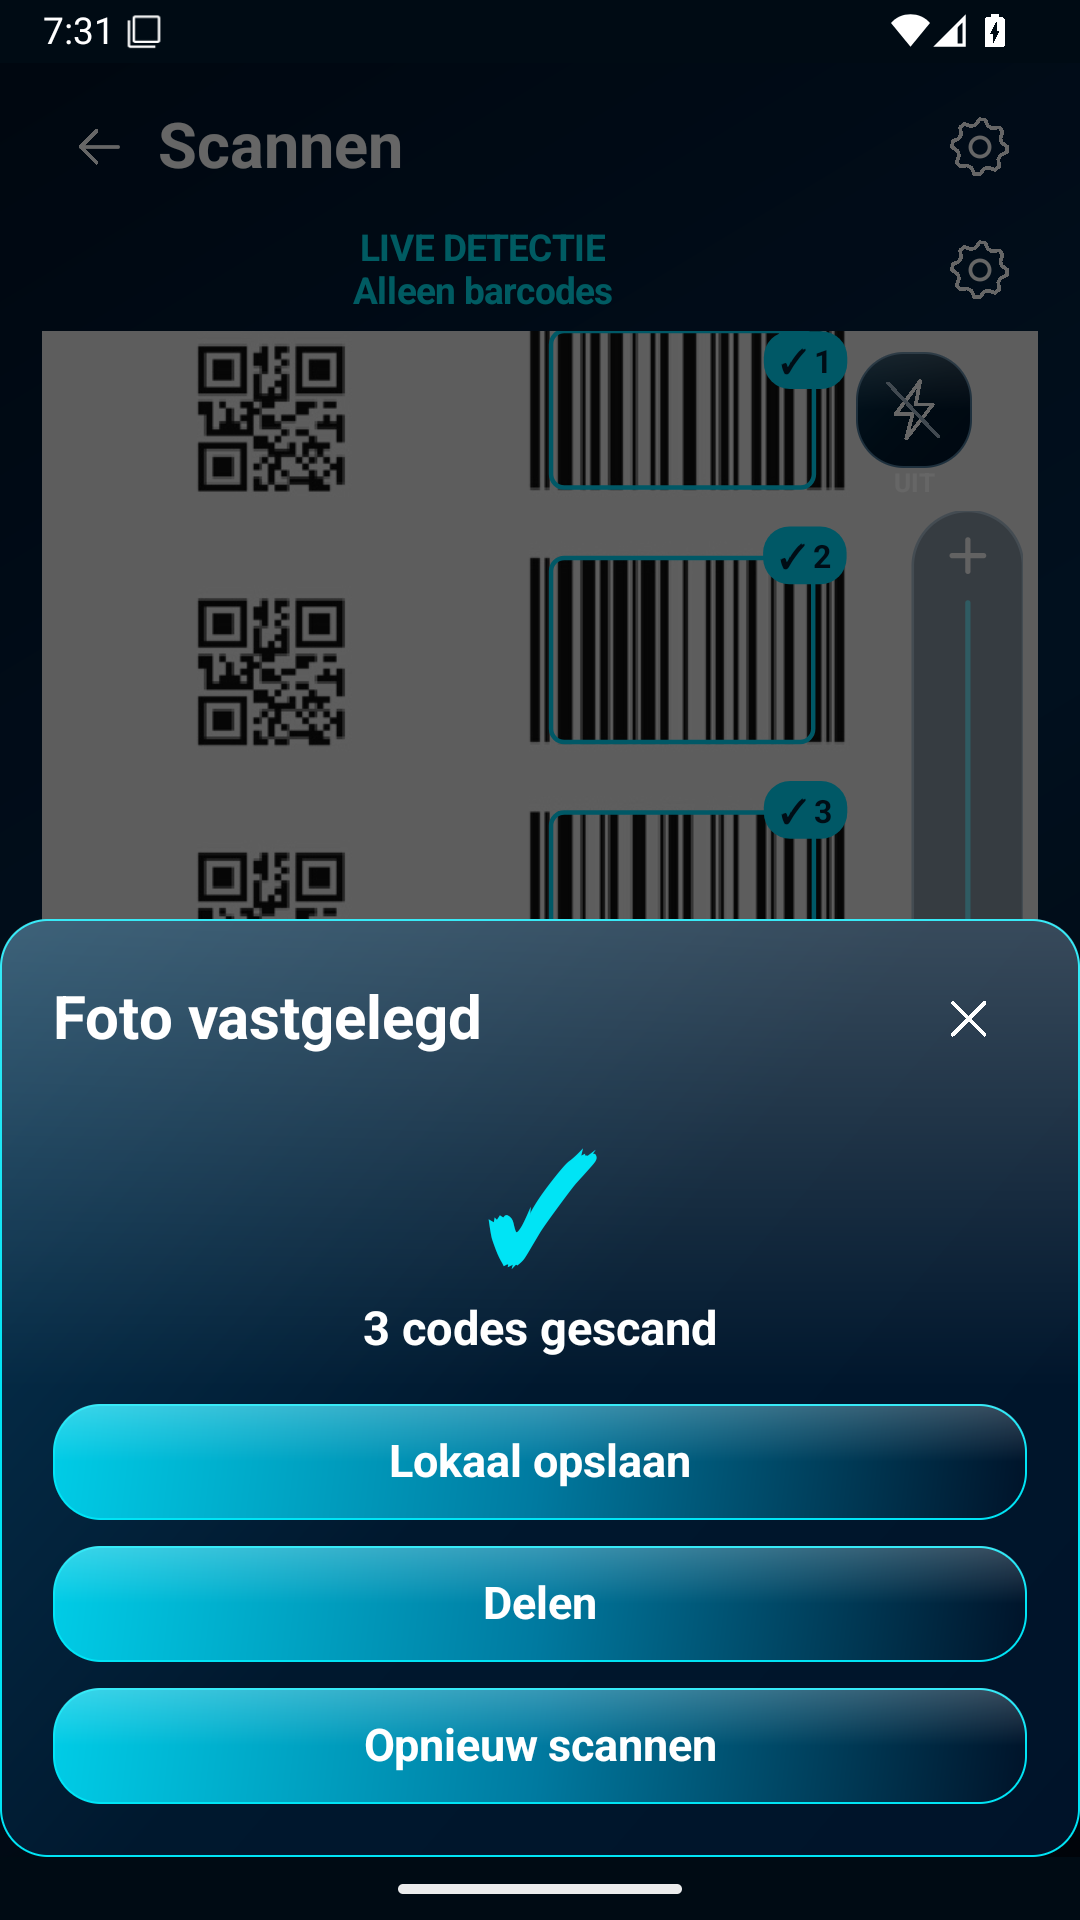 7:31
Scannen
LIVE DETECTIE
Alleen barcodes
✓ 1
UIT
✓ 2
✓ 3
Foto vastgelegd
3 codes gescand
Lokaal opslaan
Delen
Opnieuw scannen